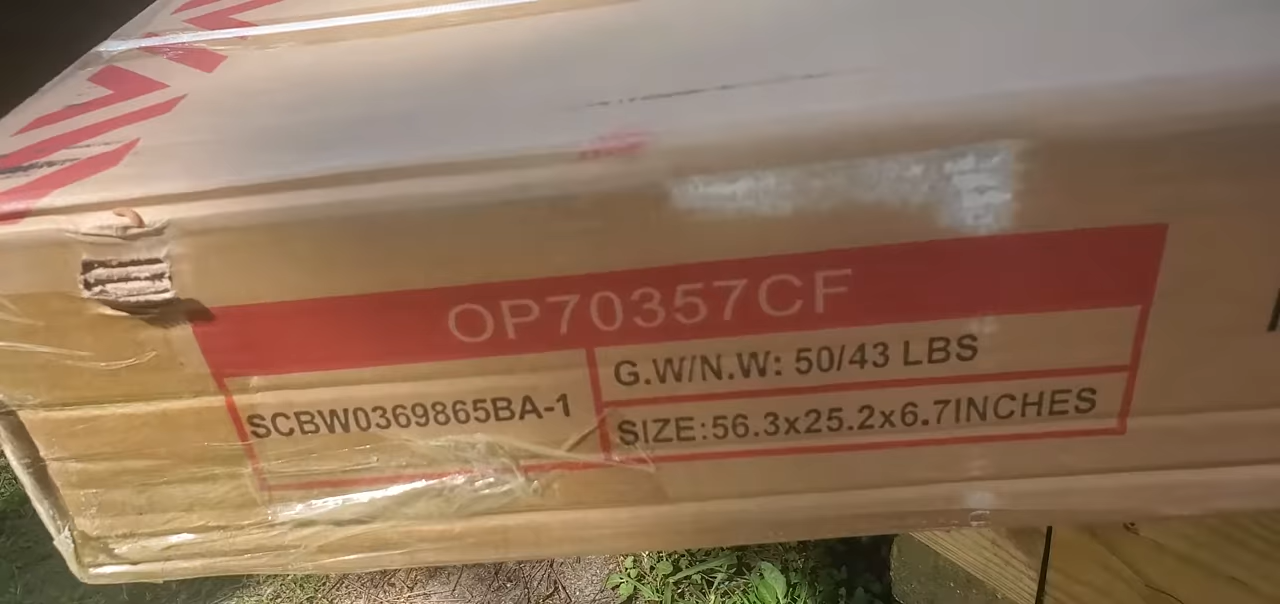 OP70357CF
SCBW0369865BA-1
G.W/N.W: 50/43 LBS
SIZE:56.3x25.2x6.7INCHES